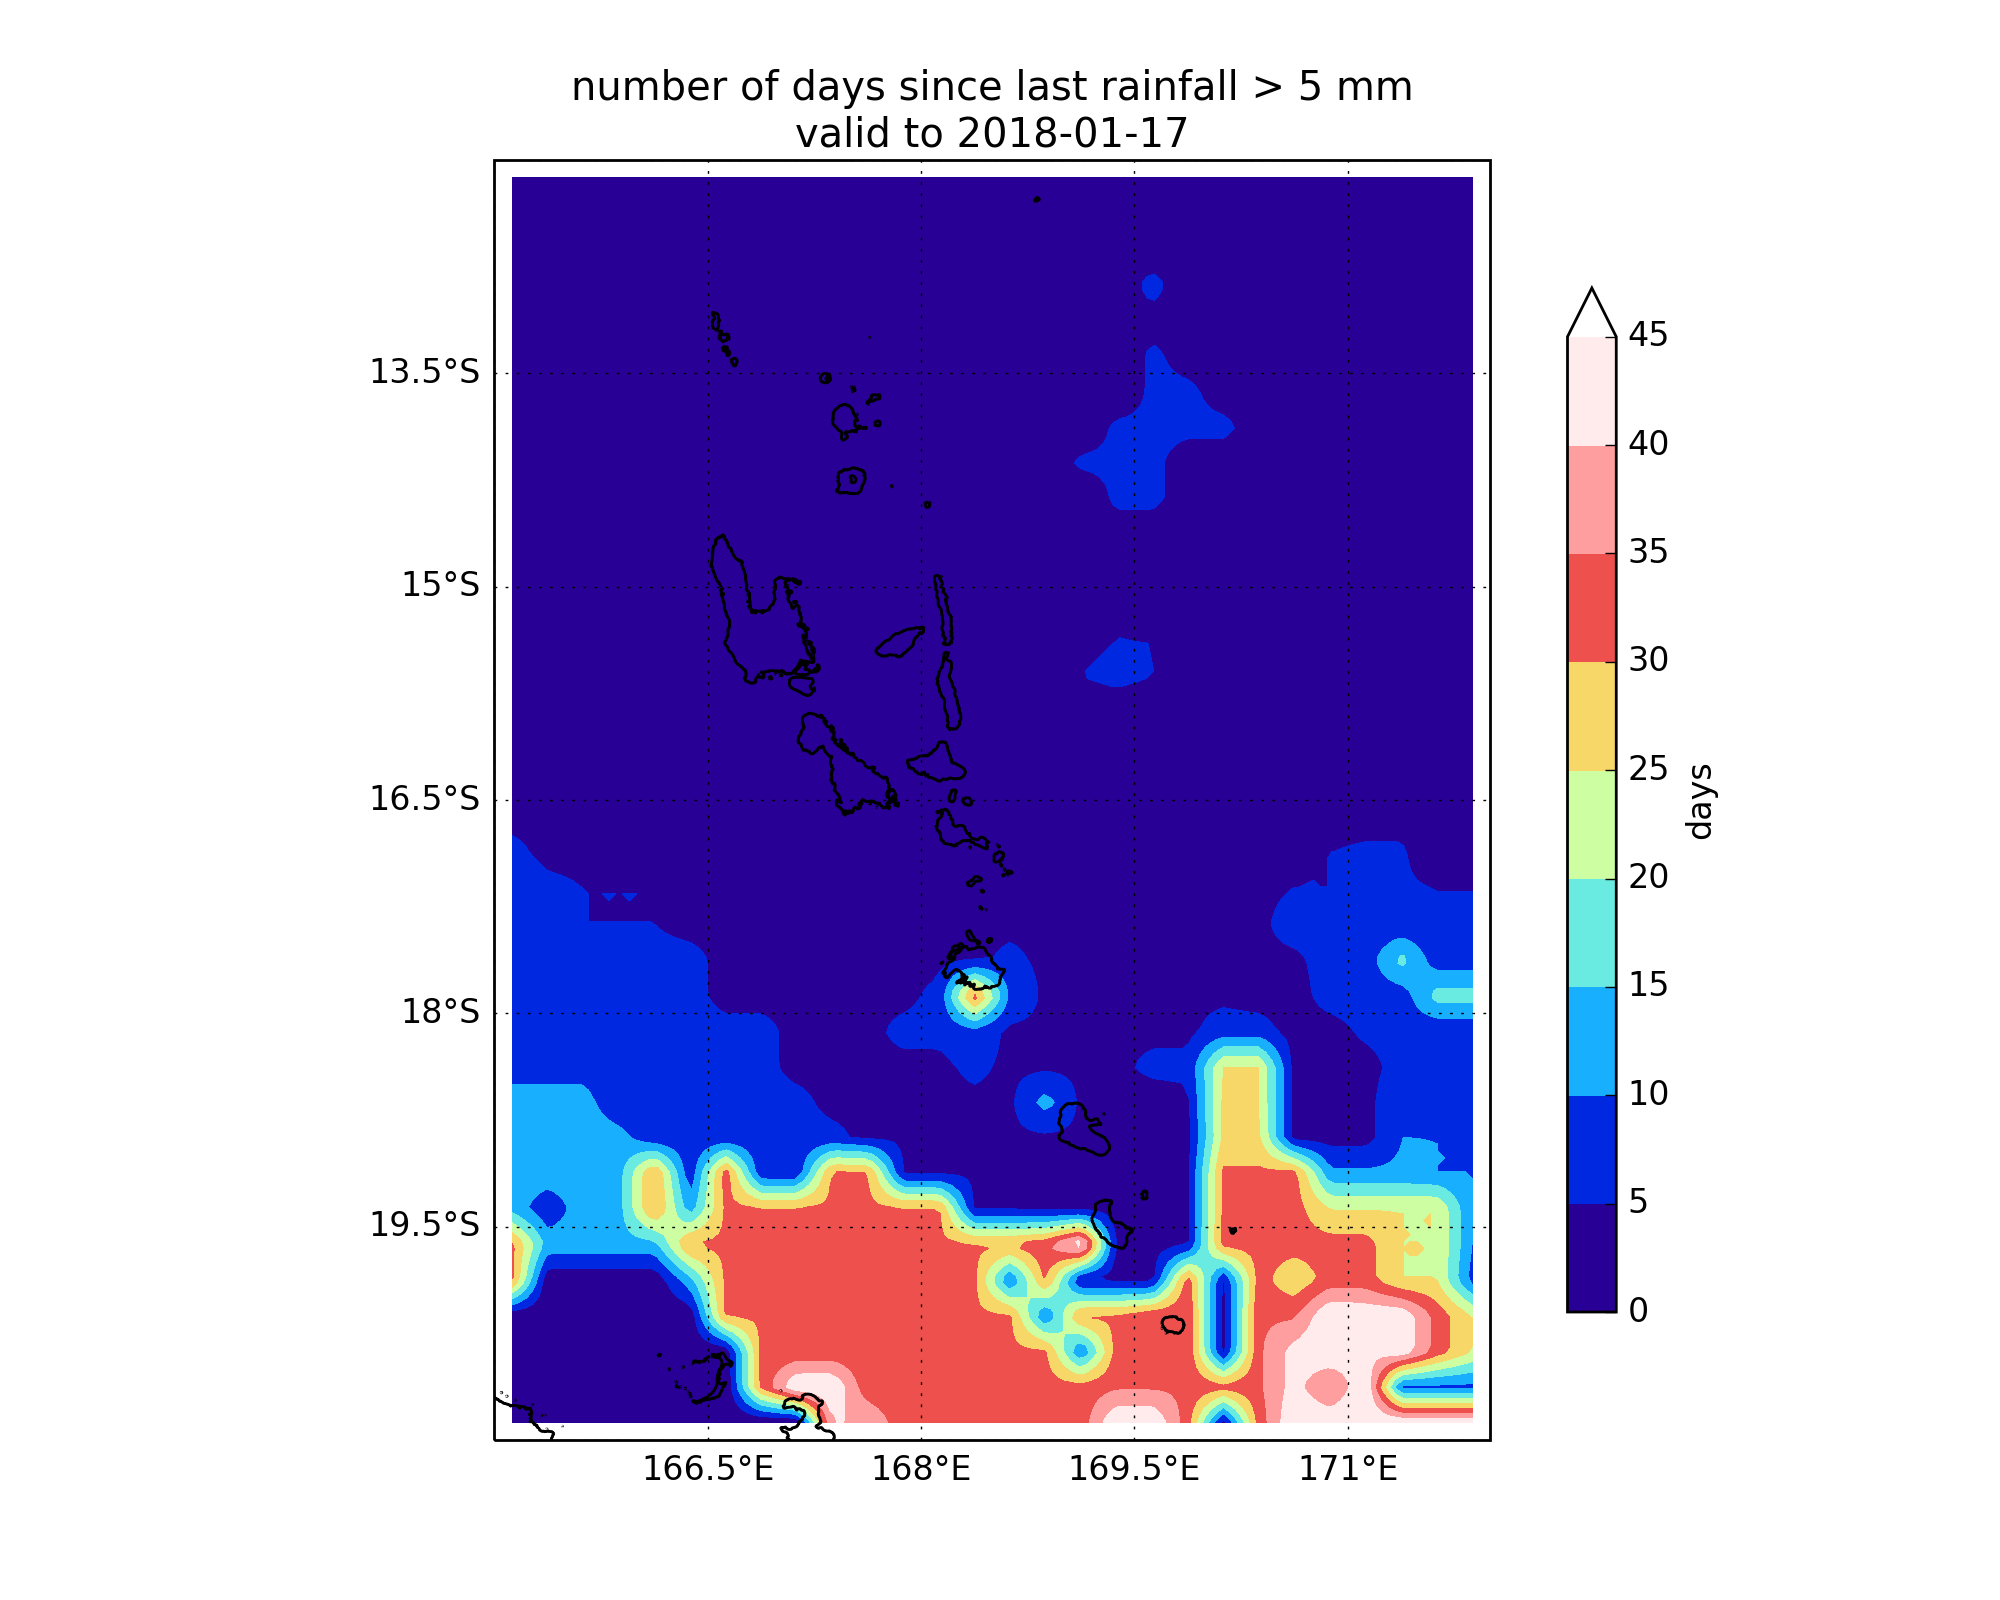 number of days since last rainfall > 5 mm
valid to 2018-01-17
13.5°S
15°S
16.5°S
18°S
19.5°S
166.5°E
168°E
169.5°E
171°E
45
40
35
30
25
20
15
10
5
0
days